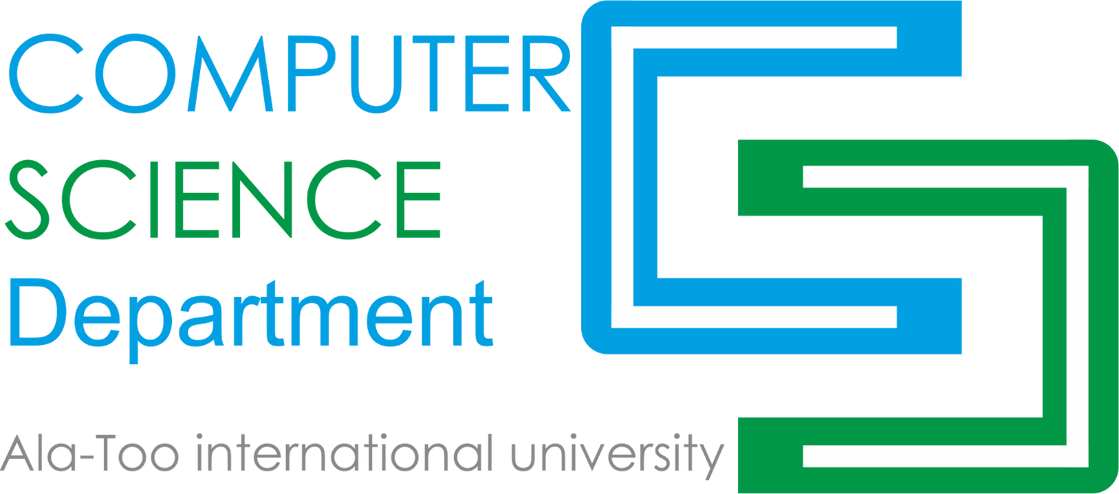 COMPUTER
SCIENCE
Department
Ala-Too international university